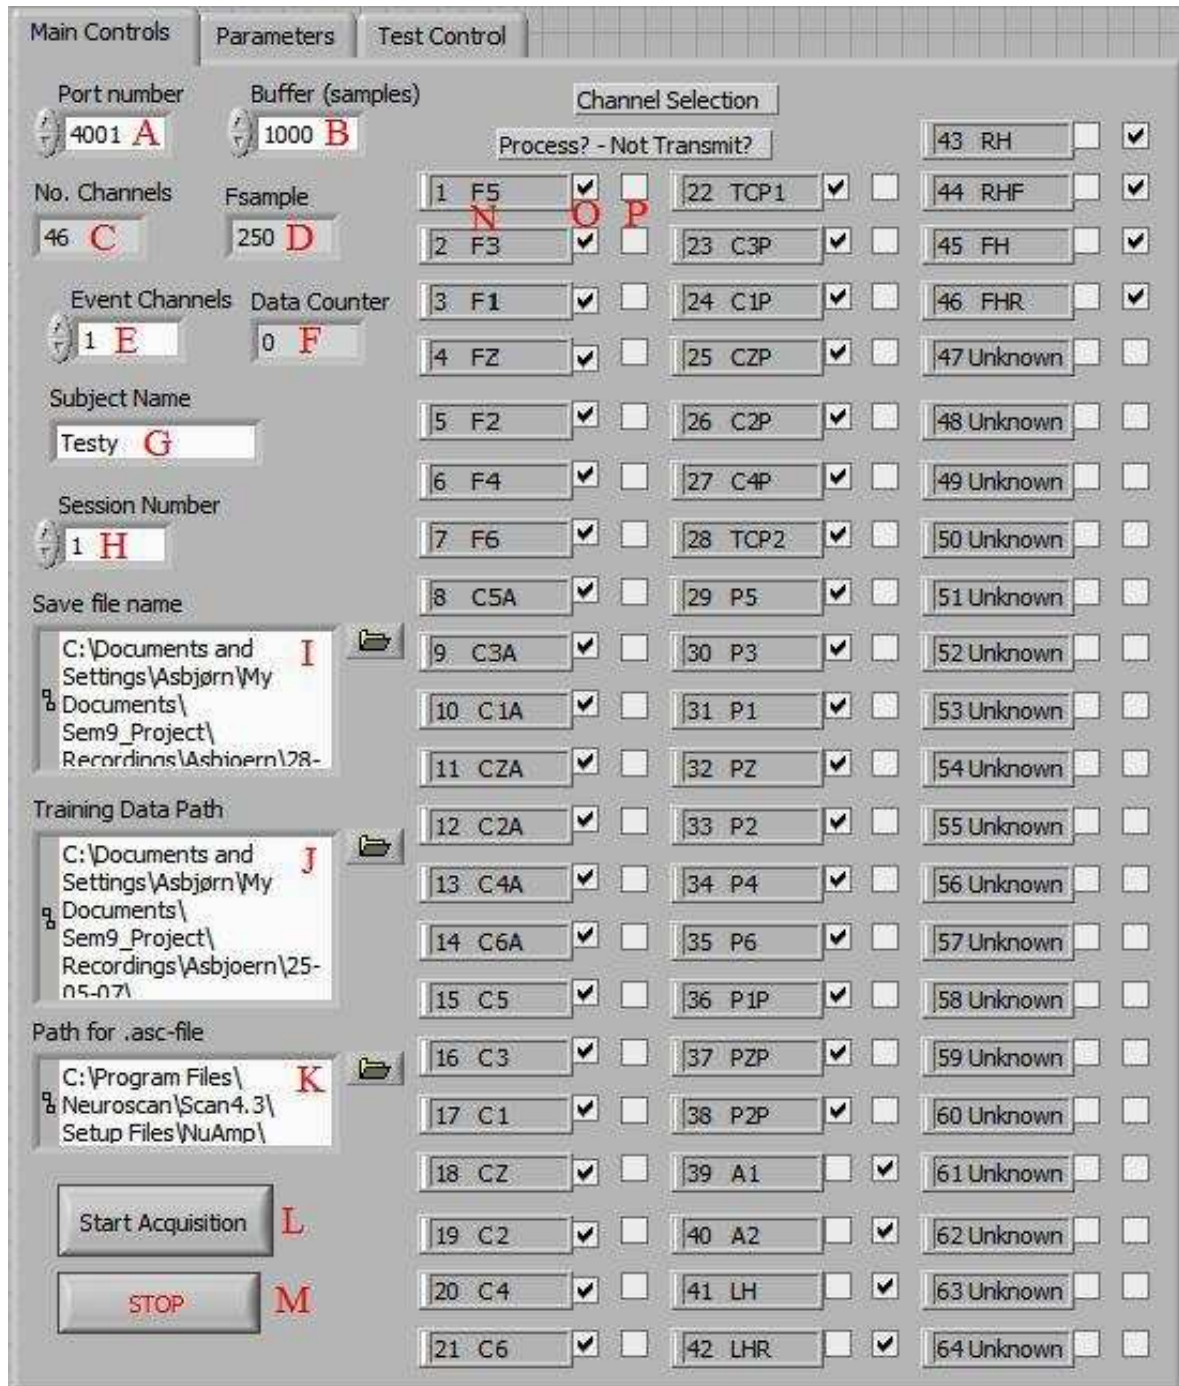 Main Controls Parameters Test Control
Port number Buffer (samples)
4001 A 1000 B
No. Channels Fsample
46 C 250 D
Event Channels Data Counter
1 E 0 F
Subject Name
Testy G
Session Number
1 H
Save file name
C:\Documents and I
Settings\Asbjørn\My
Documents\
Sem9_Project\
Recordings\Asbjoern\28-
Training Data Path
C:\Documents and J
Settings\Asbjørn\My
Documents\
Sem9_Project\
Recordings\Asbjoern\25-
05-07\
Path for .asc-file
C:\Program Files\ K
Neuroscan\Scan4.3\
Setup Files\NuAmp\
Start Acquisition L
STOP M
Channel Selection
Process? - Not Transmit?
1 F5
N O P
2 F3
3 F1
4 FZ
5 F2
6 F4
7 F6
8 C5A
9 C3A
10 C1A
11 CZA
12 C2A
13 C4A
14 C6A
15 C5
16 C3
17 C1
18 CZ
19 C2
20 C4
21 C6
22 TCP1
23 C3P
24 C1P
25 CZP
26 C2P
27 C4P
28 TCP2
29 P5
30 P3
31 P1
32 PZ
33 P2
34 P4
35 P6
36 P1P
37 PZP
38 P2P
39 A1
40 A2
41 LH
42 LHR
43 RH
44 RHF
45 FH
46 FHR
47 Unknown
48 Unknown
49 Unknown
50 Unknown
51 Unknown
52 Unknown
53 Unknown
54 Unknown
55 Unknown
56 Unknown
57 Unknown
58 Unknown
59 Unknown
60 Unknown
61 Unknown
62 Unknown
63 Unknown
64 Unknown